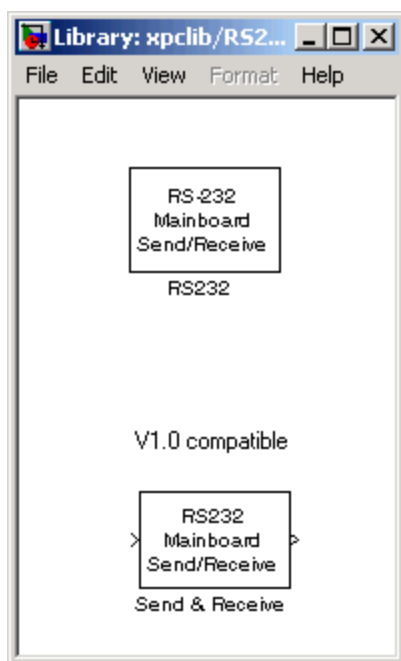 Library: xpclib/RS2...
File Edit View Format Help
RS-232
Mainboard
Send/Receive
RS232
V1.0 compatible
RS232
Mainboard
Send/Receive
Send & Receive